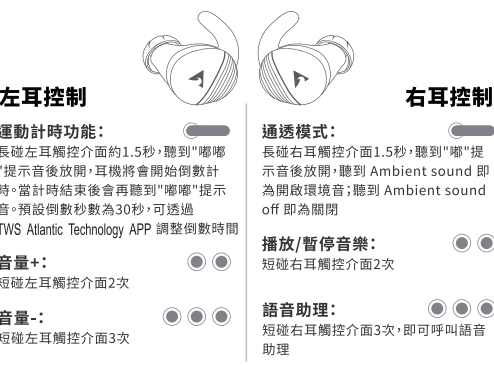 左耳控制
運動計時功能：
長碰左耳觸控介面約1.5秒，聽到"嘟嘟
"提示音後放開，耳機將會開始倒數計
時。當計時結束後會再聽到"嘟嘟"提示
音。預設倒數秒數為30秒，可透過
TWS Atlantic Technology APP 調整倒數時間
音量+：
短碰左耳觸控介面2次
音量-：
短碰左耳觸控介面3次
右耳控制
通透模式：
長碰右耳觸控介面1.5秒，聽到"嘟"提
示音後放開，聽到 Ambient sound 即
為開啟環境音；聽到 Ambient sound
off 即為關閉
播放/暫停音樂：
短碰右耳觸控介面2次
語音助理：
短碰右耳觸控介面3次，即可呼叫語音
助理